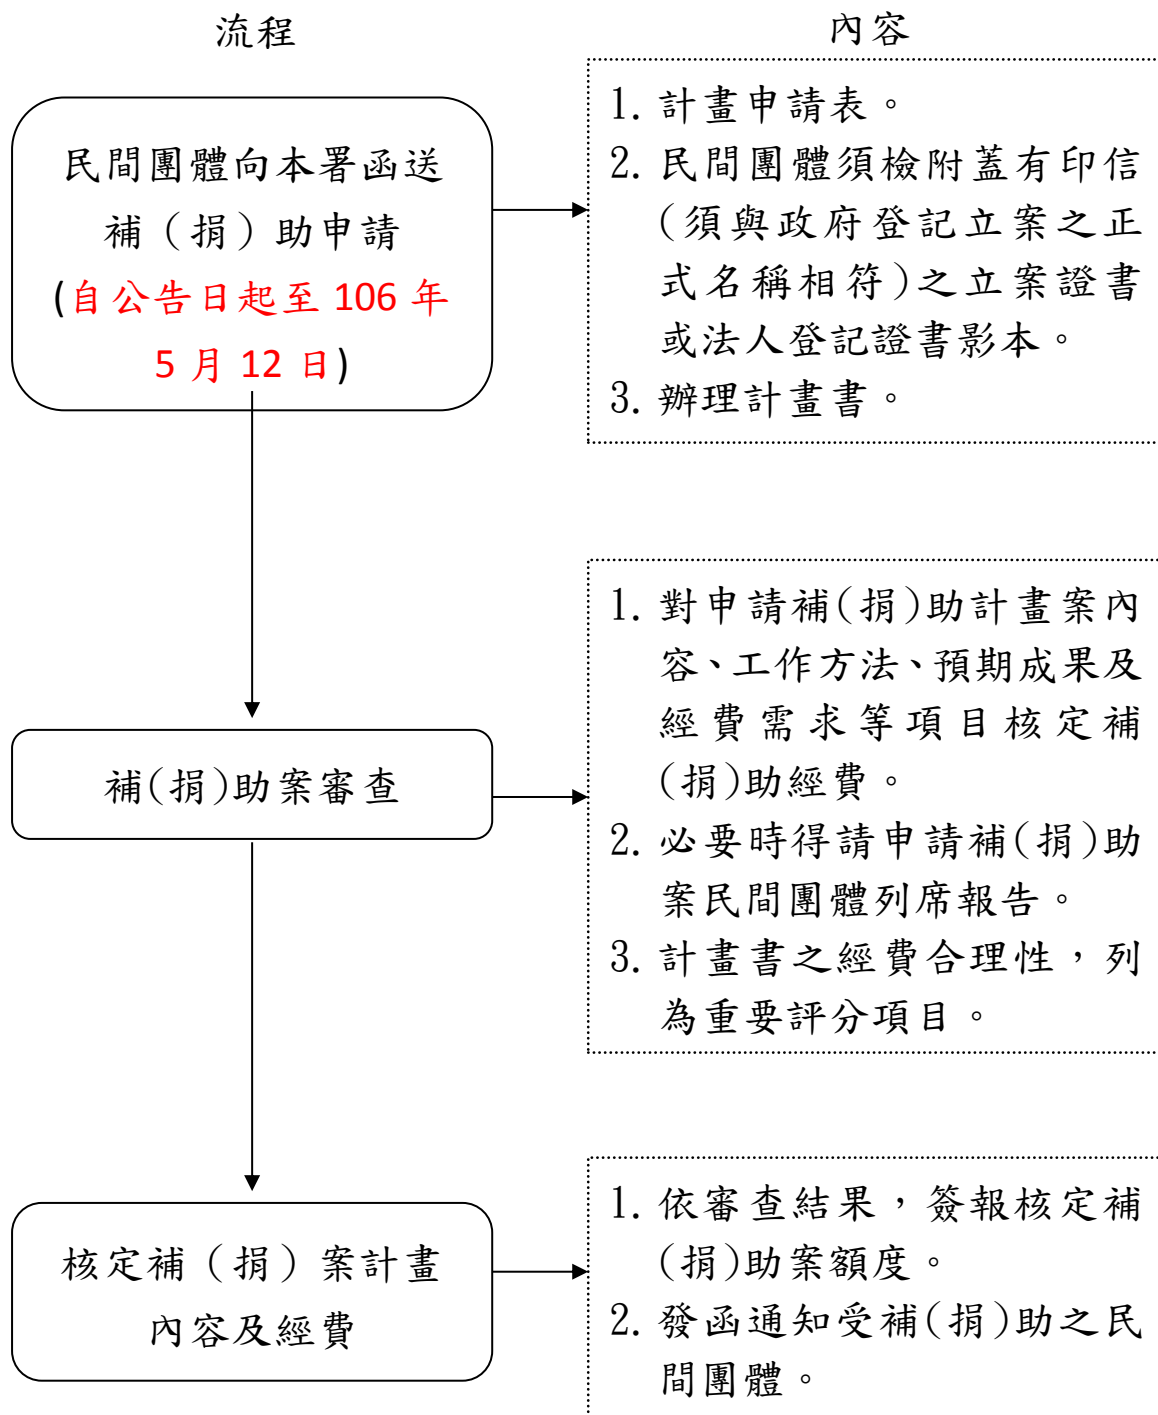 流程
內容
民間團體向本署函送
補（捐）助申請
(自公告日起至 106 年
5 月 12 日)
1. 計畫申請表。
2. 民間團體須檢附蓋有印信
(須與政府登記立案之正
式名稱相符)之立案證書
或法人登記證書影本。
3. 辦理計畫書。
補(捐)助案審查
1. 對申請補(捐)助計畫案內
容、工作方法、預期成果及
經費需求等項目核定補
(捐)助經費。
2. 必要時得請申請補(捐)助
案民間團體列席報告。
3. 計畫書之經費合理性，列
為重要評分項目。
核定補（捐）案計畫
內容及經費
1. 依審查結果，簽報核定補
(捐)助案額度。
2. 發函通知受補(捐)助之民
間團體。